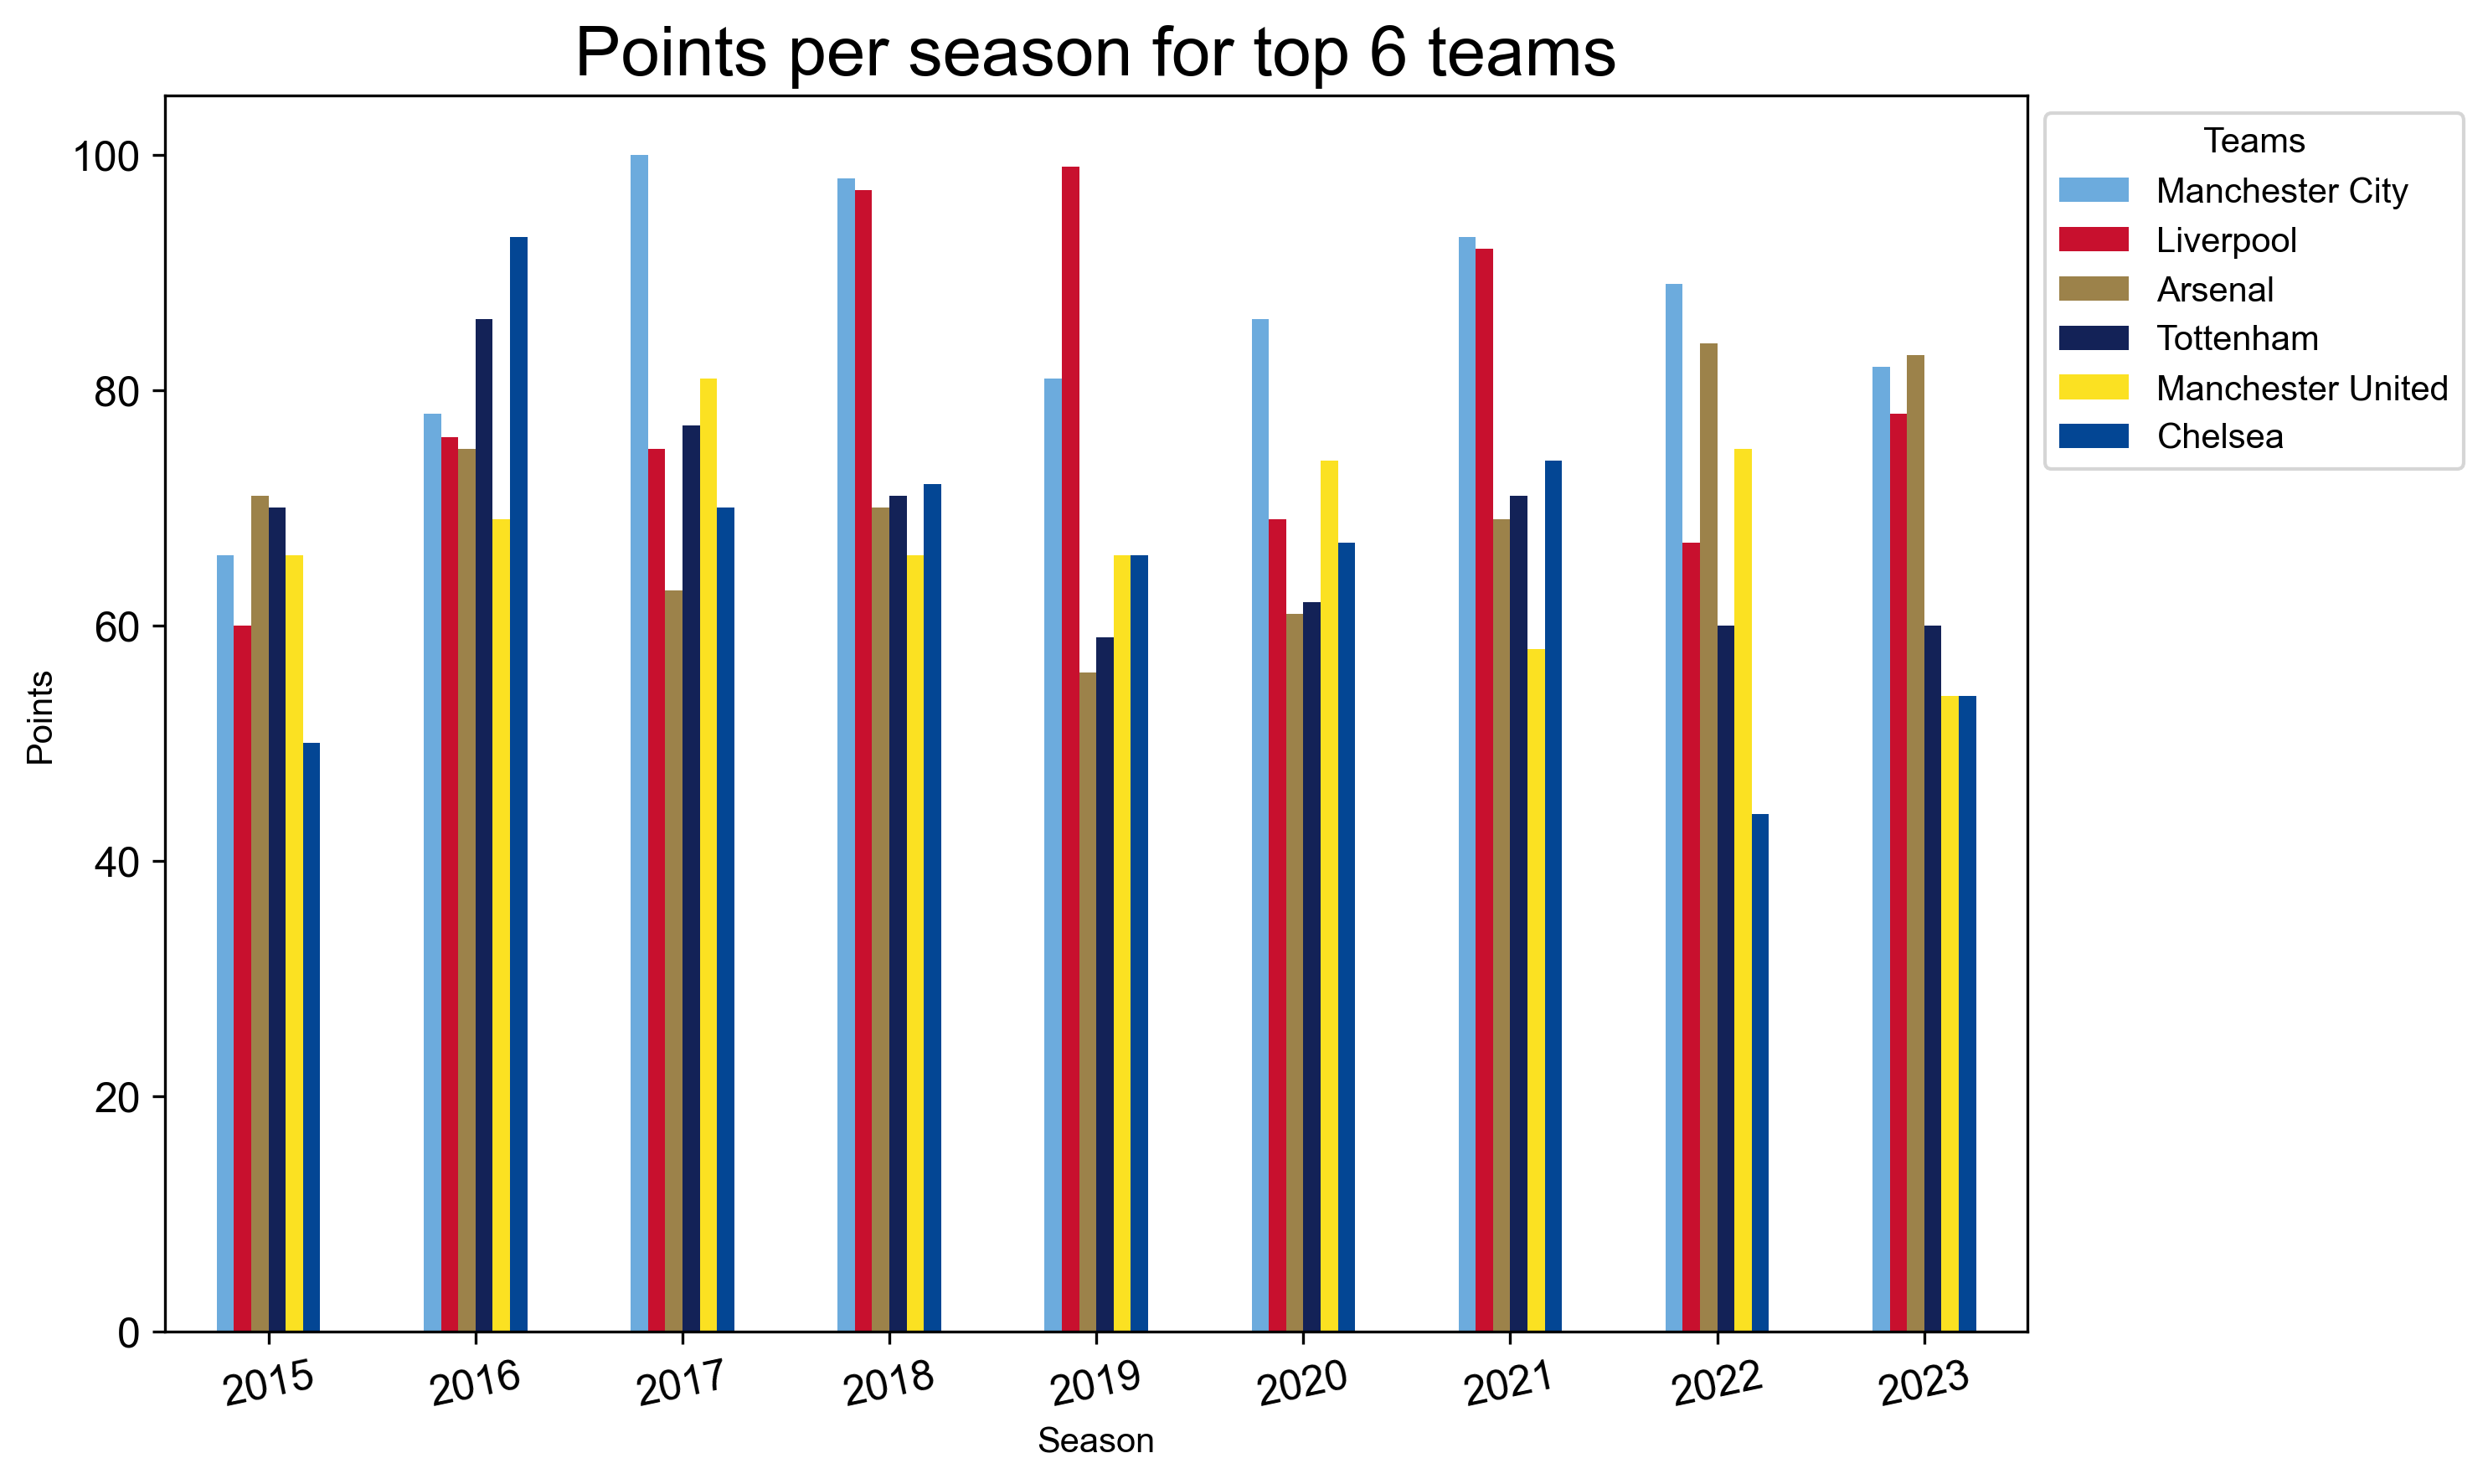 Points per season for top 6 teams
Points
100
80
60
40
20
0
2015 2016 2017 2018 2019 2020 2021 2022 2023
Season
Teams
Manchester City
Liverpool
Arsenal
Tottenham
Manchester United
Chelsea